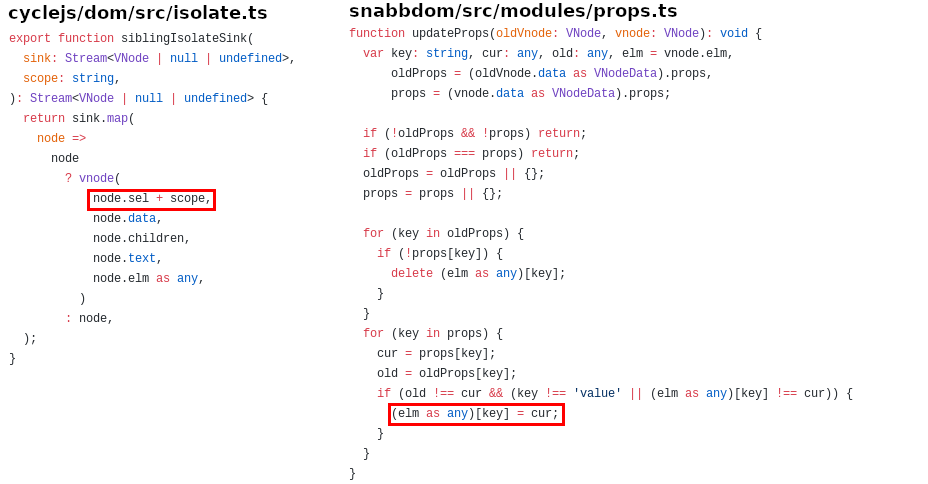 cyclejs/dom/src/isolate.ts
export function siblingIsolateSink(
  sink: Stream<VNode | null | undefined>,
  scope: string,
): Stream<VNode | null | undefined> {
  return sink.map(
    node =>
      node
        ? vnode(
            node.sel + scope,
            node.data,
            node.children,
            node.text,
            node.elm as any,
          )
        : node,
  );
}
snabbdom/src/modules/props.ts
function updateProps(oldVnode: VNode, vnode: VNode): void {
  var key: string, cur: any, old: any, elm = vnode.elm,
      oldProps = (oldVnode.data as VNodeData).props,
      props = (vnode.data as VNodeData).props;

  if (!oldProps && !props) return;
  if (oldProps === props) return;
  oldProps = oldProps || {};
  props = props || {};

  for (key in oldProps) {
    if (!props[key]) {
      delete (elm as any)[key];
    }
  }
  for (key in props) {
    cur = props[key];
    old = oldProps[key];
    if (old !== cur && (key !== 'value' || (elm as any)[key] !== cur)) {
      (elm as any)[key] = cur;
    }
  }
}